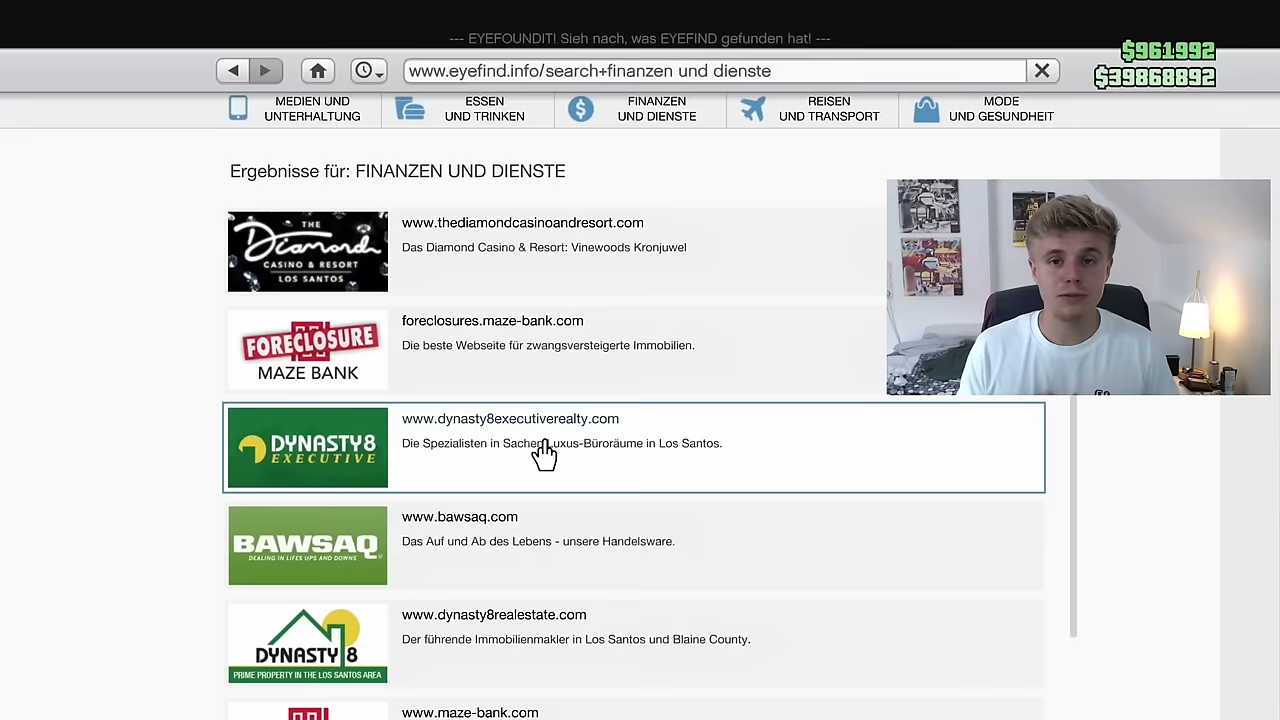 --- EYEFOUNDIT! Sieh nach, was EYEFIND gefunden hat! ---
$961992
$39868892
www.eyefind.info/search+finanzen und dienste
MEDIEN UND
UNTERHALTUNG
ESSEN
UND TRINKEN
FINANZEN
UND DIENSTE
REISEN
UND TRANSPORT
MODE
UND GESUNDHEIT
Ergebnisse für: FINANZEN UND DIENSTE
THE
Diamond
CASINO & RESORT
LOS SANTOS
www.thediamondcasinoandresort.com
Das Diamond Casino & Resort: Vinewoods Kronjuwel
FORECLOSURE
MAZE BANK
foreclosures.maze-bank.com
Die beste Webseite für zwangsversteigerte Immobilien.
DYNASTY8
EXECUTIVE
www.dynasty8executiverealty.com
Die Spezialisten in Sachen Luxus-Büroräume in Los Santos.
BAWSAQ
DEALING IN LIFES UPS AND DOWNS
www.bawsaq.com
Das Auf und Ab des Lebens - unsere Handelsware.
DYNASTY 8
PRIME PROPERTY IN THE LOS SANTOS AREA
www.dynasty8realestate.com
Der führende Immobilienmakler in Los Santos und Blaine County.
www.maze-bank.com